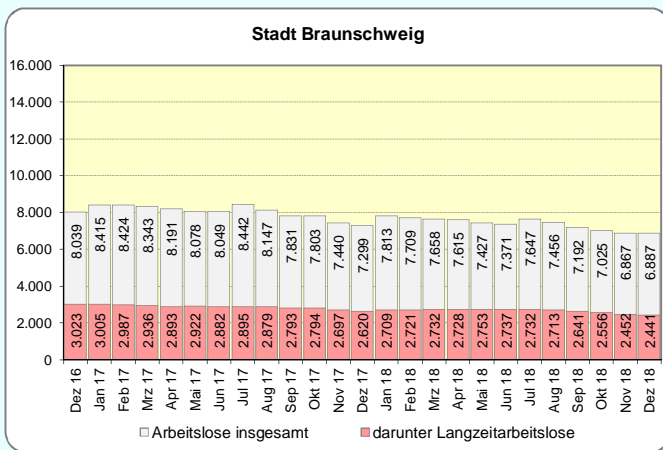 Stadt Braunschweig
16.000
14.000
12.000
10.000
8.000
6.000
4.000
2.000
0
8.039
8.415
8.424
8.343
8.191
8.078
8.049
8.442
8.147
7.831
7.803
7.440
7.299
7.813
7.709
7.658
7.615
7.427
7.371
7.647
7.456
7.192
7.025
6.867
6.887
3.023
3.005
2.987
2.936
2.893
2.922
2.882
2.895
2.879
2.793
2.794
2.697
2.620
2.709
2.721
2.732
2.728
2.753
2.737
2.732
2.713
2.641
2.556
2.452
2.441
Dez 16
Jan 17
Feb 17
Mrz 17
Apr 17
Mai 17
Jun 17
Jul 17
Aug 17
Sep 17
Okt 17
Nov 17
Dez 17
Jan 18
Feb 18
Mrz 18
Apr 18
Mai 18
Jun 18
Jul 18
Aug 18
Sep 18
Okt 18
Nov 18
Dez 18
Arbeitslose insgesamt darunter Langzeitarbeitslose